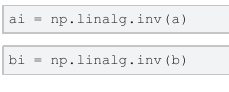 ai = np.linalg.inv(a)
bi = np.linalg.inv(b)